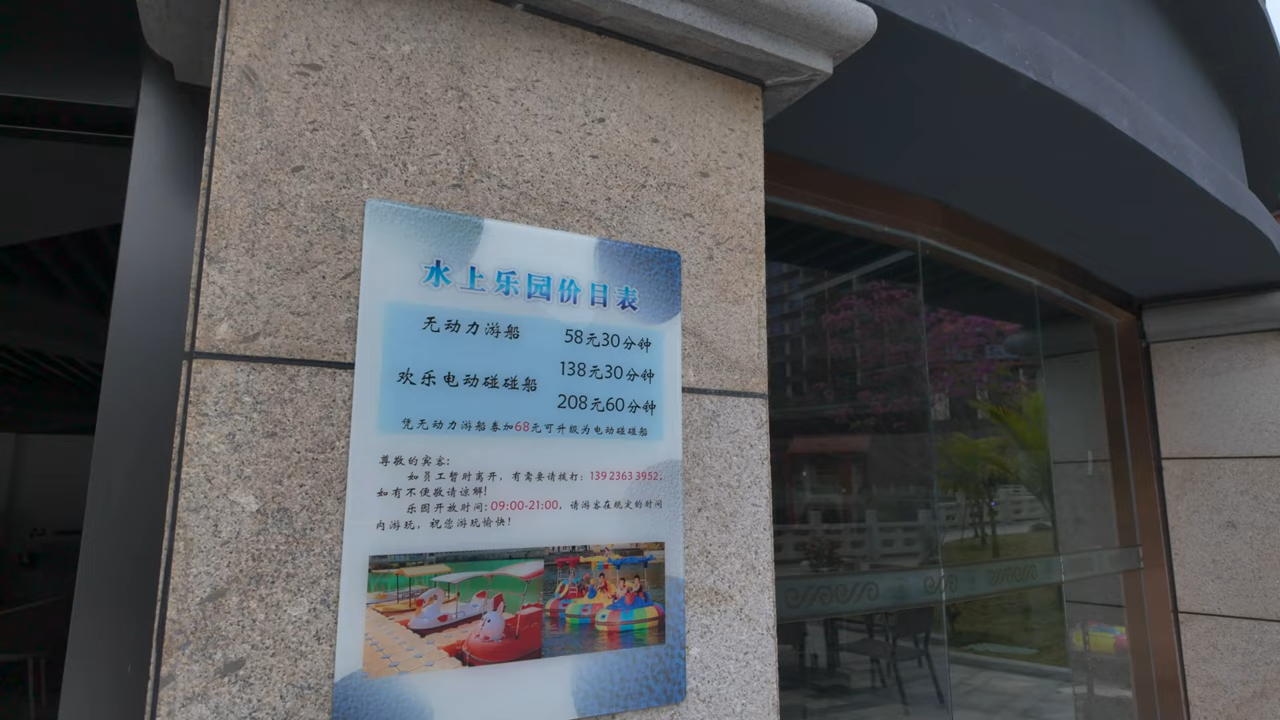 水上乐园价目表
无动力游船 58元30分钟
138元30分钟
欢乐电动碰碰船
208元60分钟
凭无动力游船券加68元可升级为电动碰碰船
尊敬的宾客:
如员工暂时离开，有需要请拨打: 139 2363 3952,
如有不便敬请谅解!
乐园开放时间: 09:00-21:00, 请游客在规定的时间
内游玩，祝您游玩愉快!